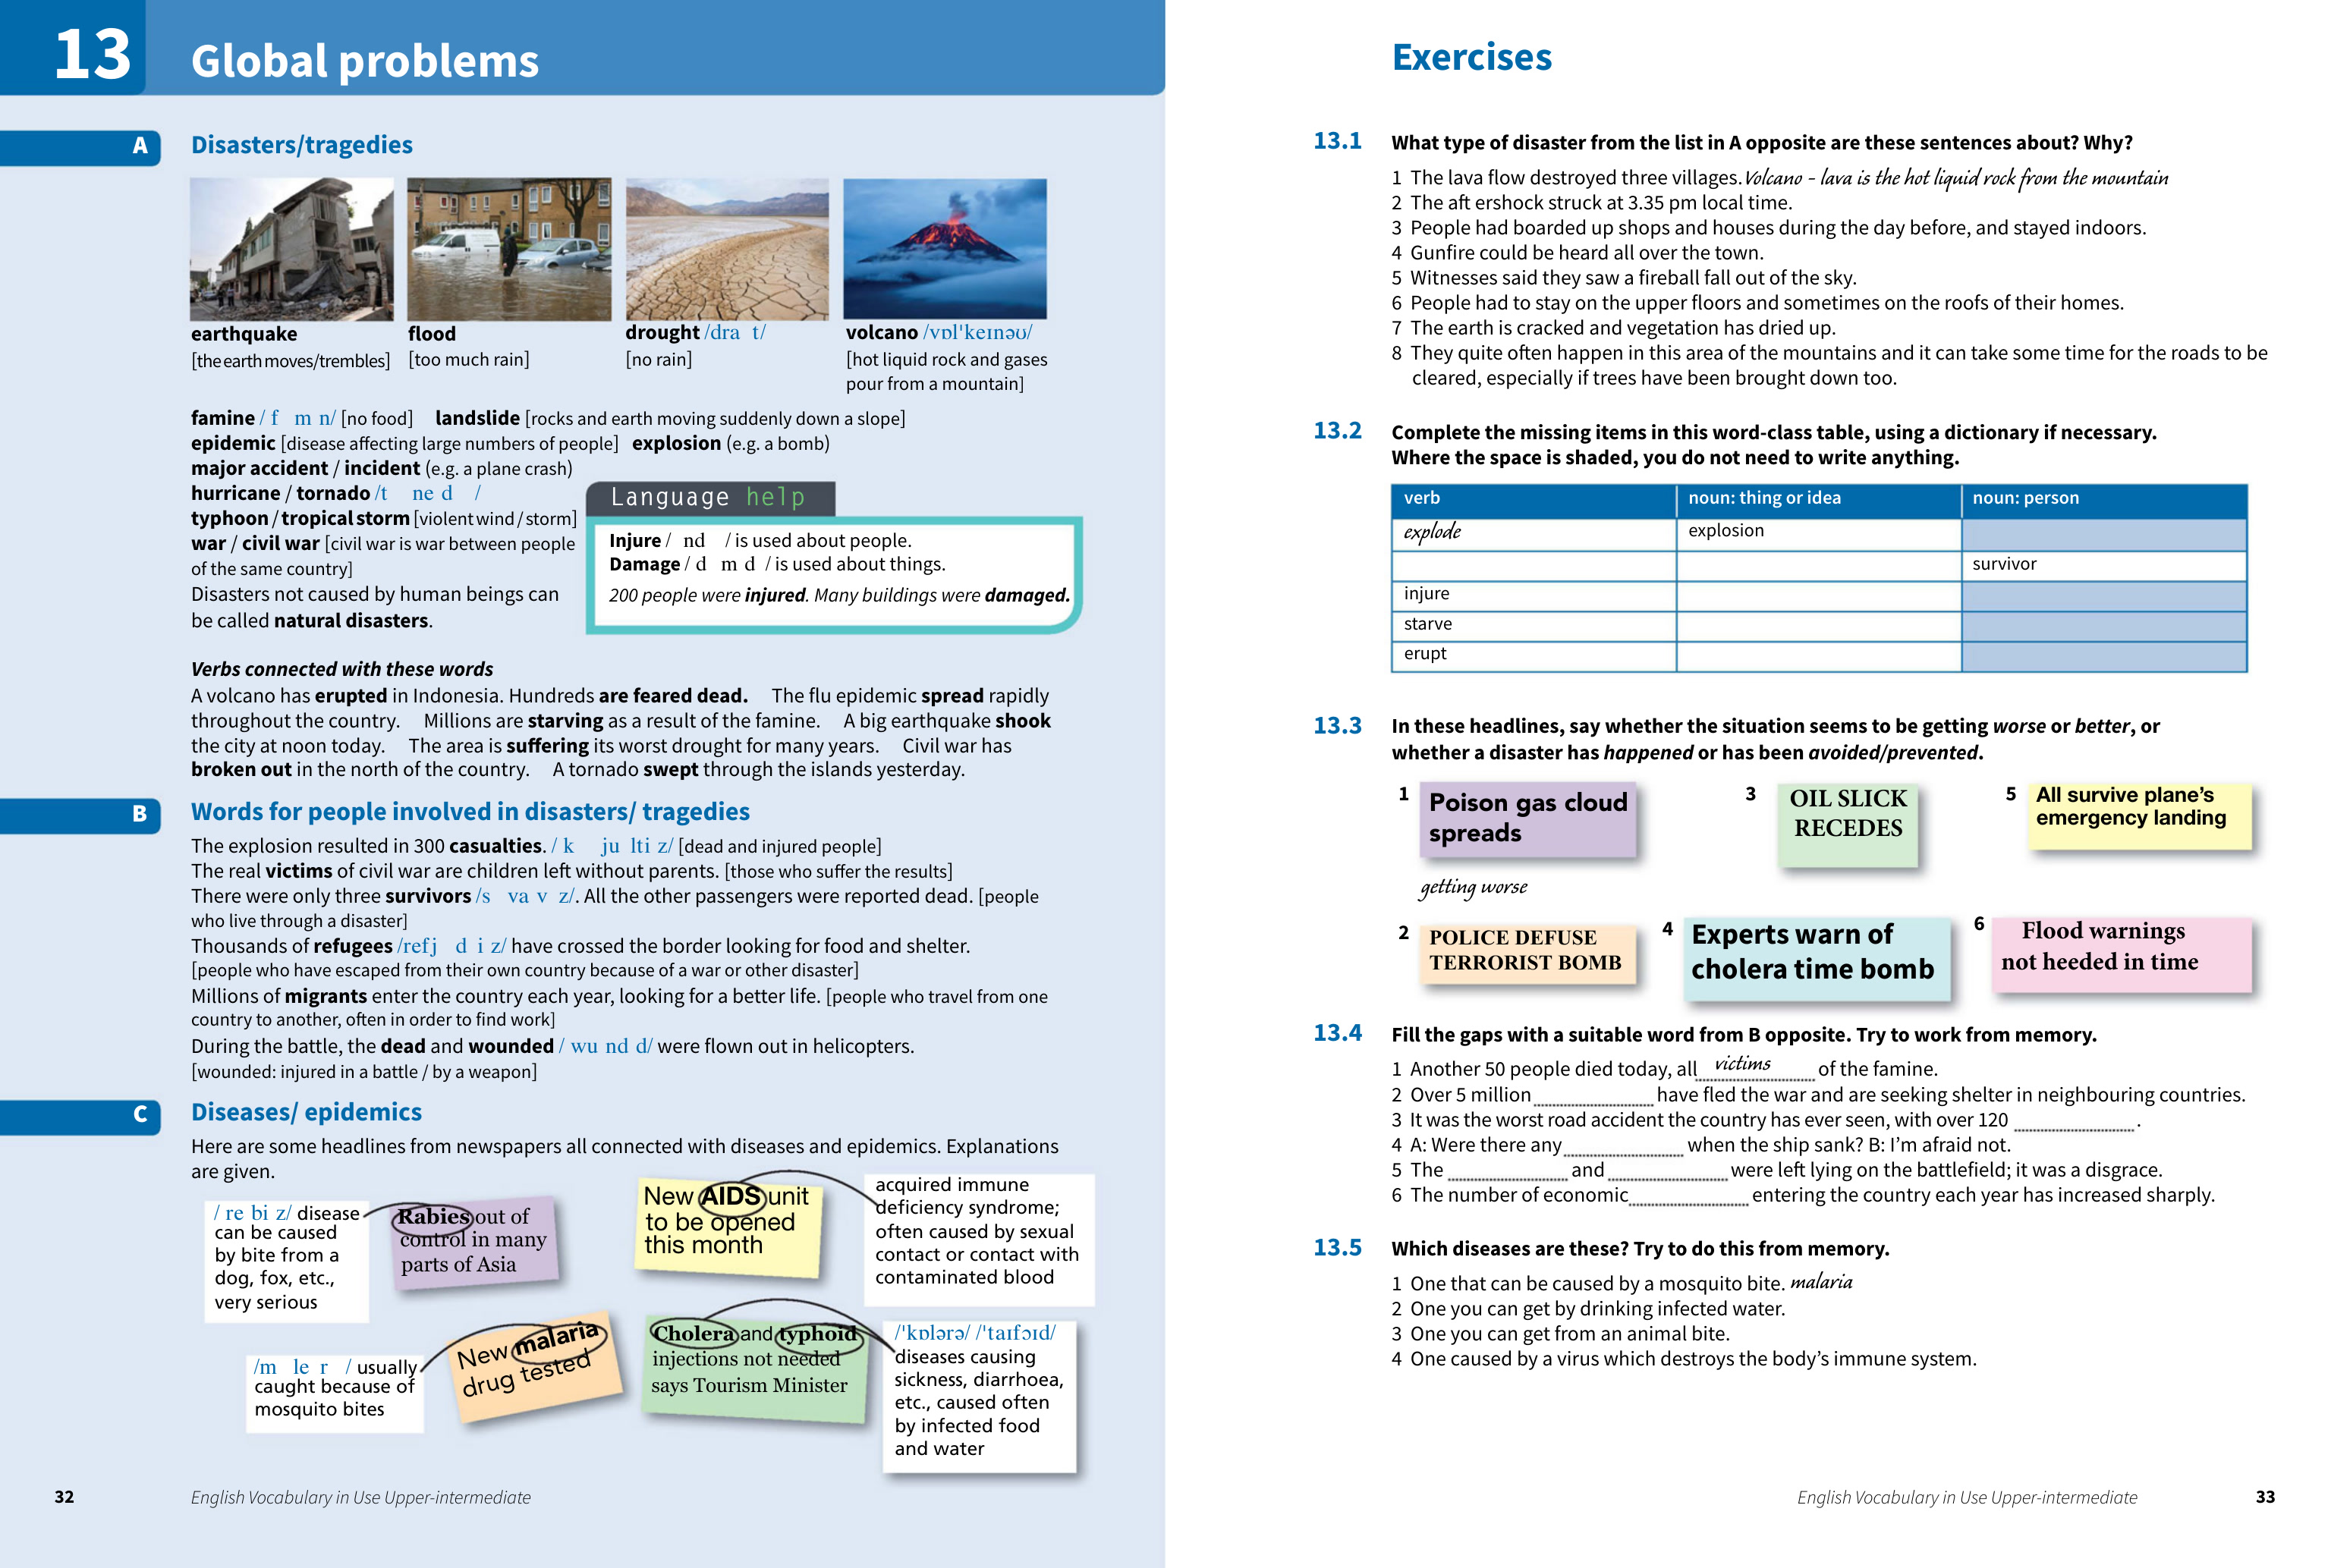 13
Global problems
A
Disasters/tragedies
earthquake
[the earth moves/trembles]
flood
[too much rain]
drought /dra t/
[no rain]
volcano /vɒlˈkeɪnəʊ/
[hot liquid rock and gases
pour from a mountain]
famine / f m n/ [no food] landslide [rocks and earth moving suddenly down a slope]
epidemic [disease affecting large numbers of people] explosion (e.g. a bomb)
major accident / incident (e.g. a plane crash)
hurricane / tornado /t ne d /
typhoon / tropical storm [violent wind / storm]
war / civil war [civil war is war between people
of the same country]
Disasters not caused by human beings can
be called natural disasters.
Language help
Injure / nd / is used about people.
Damage / d m d / is used about things.
200 people were injured. Many buildings were damaged.
Verbs connected with these words
A volcano has erupted in Indonesia. Hundreds are feared dead. The flu epidemic spread rapidly
throughout the country. Millions are starving as a result of the famine. A big earthquake shook
the city at noon today. The area is suffering its worst drought for many years. Civil war has
broken out in the north of the country. A tornado swept through the islands yesterday.
B
Words for people involved in disasters/ tragedies
The explosion resulted in 300 casualties. / k ju lti z/ [dead and injured people]
The real victims of civil war are children left without parents. [those who suffer the results]
There were only three survivors /s va v z/. All the other passengers were reported dead. [people
who live through a disaster]
Thousands of refugees /refj d i z/ have crossed the border looking for food and shelter.
[people who have escaped from their own country because of a war or other disaster]
Millions of migrants enter the country each year, looking for a better life. [people who travel from one
country to another, often in order to find work]
During the battle, the dead and wounded / wu nd d/ were flown out in helicopters.
[wounded: injured in a battle / by a weapon]
C
Diseases/ epidemics
Here are some headlines from newspapers all connected with diseases and epidemics. Explanations
are given.
/ re bi z/ disease
can be caused
by bite from a
dog, fox, etc.,
very serious
Rabies out of
control in many
parts of Asia
New AIDS unit
to be opened
this month
acquired immune
deficiency syndrome;
often caused by sexual
contact or contact with
contaminated blood
/m le r / usually
caught because of
mosquito bites
New malaria
drug tested
Cholera and typhoid
injections not needed
says Tourism Minister
/ˈkɒlərə/ /ˈtaɪfɔɪd/
diseases causing
sickness, diarrhoea,
etc., caused often
by infected food
and water
32
English Vocabulary in Use Upper-intermediate
Exercises
13.1 What type of disaster from the list in A opposite are these sentences about? Why?
1 The lava flow destroyed three villages. Volcano – lava is the hot liquid rock from the mountain
2 The aft ershock struck at 3.35 pm local time.
3 People had boarded up shops and houses during the day before, and stayed indoors.
4 Gunfire could be heard all over the town.
5 Witnesses said they saw a fireball fall out of the sky.
6 People had to stay on the upper floors and sometimes on the roofs of their homes.
7 The earth is cracked and vegetation has dried up.
8 They quite often happen in this area of the mountains and it can take some time for the roads to be
cleared, especially if trees have been brought down too.
13.2 Complete the missing items in this word-class table, using a dictionary if necessary.
Where the space is shaded, you do not need to write anything.
verb noun: thing or idea noun: person
explode explosion
survivor
injure
starve
erupt
13.3 In these headlines, say whether the situation seems to be getting worse or better, or
whether a disaster has happened or has been avoided/prevented.
1 Poison gas cloud
spreads
getting worse
2 POLICE DEFUSE
TERRORIST BOMB
3 OIL SLICK
RECEDES
4 Experts warn of
cholera time bomb
5 All survive plane's
emergency landing
6 Flood warnings
not heeded in time
13.4 Fill the gaps with a suitable word from B opposite. Try to work from memory.
1 Another 50 people died today, all victims of the famine.
2 Over 5 million have fled the war and are seeking shelter in neighbouring countries.
3 It was the worst road accident the country has ever seen, with over 120 .
4 A: Were there any when the ship sank? B: I'm afraid not.
5 The and were left lying on the battlefield; it was a disgrace.
6 The number of economic entering the country each year has increased sharply.
13.5 Which diseases are these? Try to do this from memory.
1 One that can be caused by a mosquito bite. malaria
2 One you can get by drinking infected water.
3 One you can get from an animal bite.
4 One caused by a virus which destroys the body's immune system.
English Vocabulary in Use Upper-intermediate
33